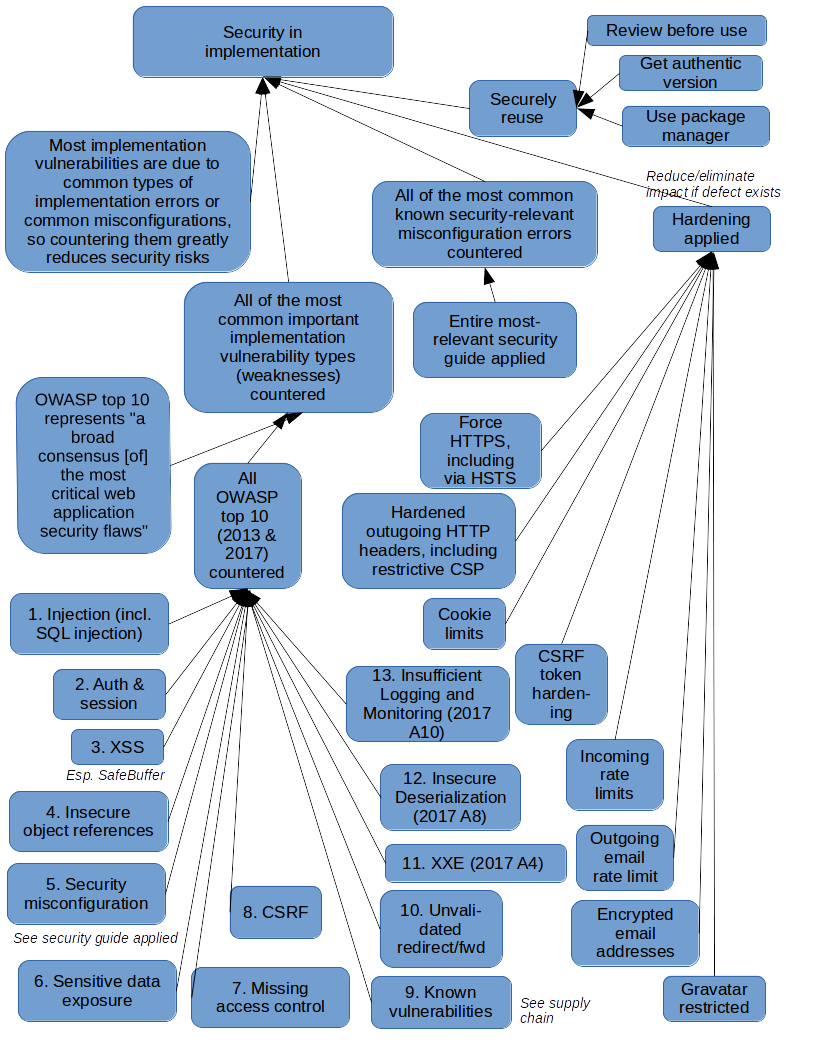 Security in
implementation
Review before use
Get authentic
version
Securely
reuse
Use package
manager
Most implementation
vulnerabilities are due to
common types of
implementation errors or
common misconfigurations,
so countering them greatly
reduces security risks
All of the most common
known security-relevant
misconfiguration errors
countered
Reduce/eliminate
impact if defect exists
Hardening
applied
All of the most
common important
implementation
vulnerability types
(weaknesses)
countered
Entire most-
relevant security
guide applied
OWASP top 10
represents "a
broad
consensus [of]
the most
critical web
application
security flaws"
All
OWASP
top 10
(2013 &
2017)
countered
Force
HTTPS,
including
via HSTS
Hardened
outugoing HTTP
headers, including
restrictive CSP
Cookie
limits
CSRF
token
harden-
ing
Incoming
rate
limits
Outgoing
email
rate limit
Encrypted
email
addresses
Gravatar
restricted
1. Injection (incl.
SQL injection)
2. Auth &
session
3. XSS
Esp. SafeBuffer
4. Insecure
object references
5. Security
misconfiguration
See security guide applied
6. Sensitive data
exposure
7. Missing
access control
8. CSRF
9. Known
vulnerabilities
See supply
chain
10. Unvali-
dated
redirect/fwd
11. XXE (2017 A4)
12. Insecure
Deserialization
(2017 A8)
13. Insufficient
Logging and
Monitoring (2017
A10)